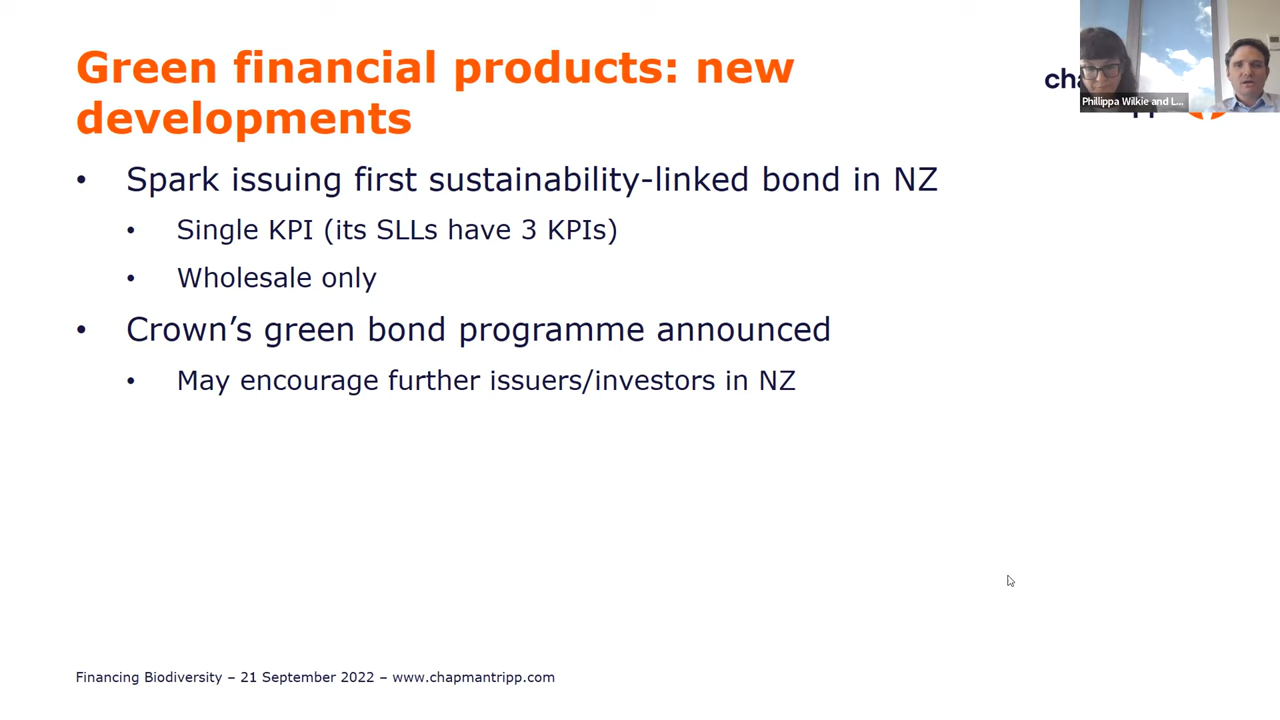 Green financial products: new
developments
• Spark issuing first sustainability-linked bond in NZ
• Single KPI (its SLLs have 3 KPIs)
• Wholesale only
• Crown’s green bond programme announced
• May encourage further issuers/investors in NZ
Phillippa Wilkie and L...
Financing Biodiversity – 21 September 2022 – www.chapmantripp.com